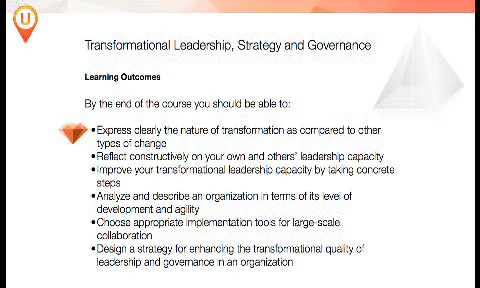 U
Transformational Leadership, Strategy and Governance
Learning Outcomes
By the end of the course you should be able to:
•Express clearly the nature of transformation as compared to other
types of change
•Reflect constructively on your own and others' leadership capacity
•Improve your transformational leadership capacity by taking concrete
steps
•Analyze and describe an organization in terms of its level of
development and agility
•Choose appropriate implementation tools for large-scale
collaboration
•Design a strategy for enhancing the transformational quality of
leadership and governance in an organization